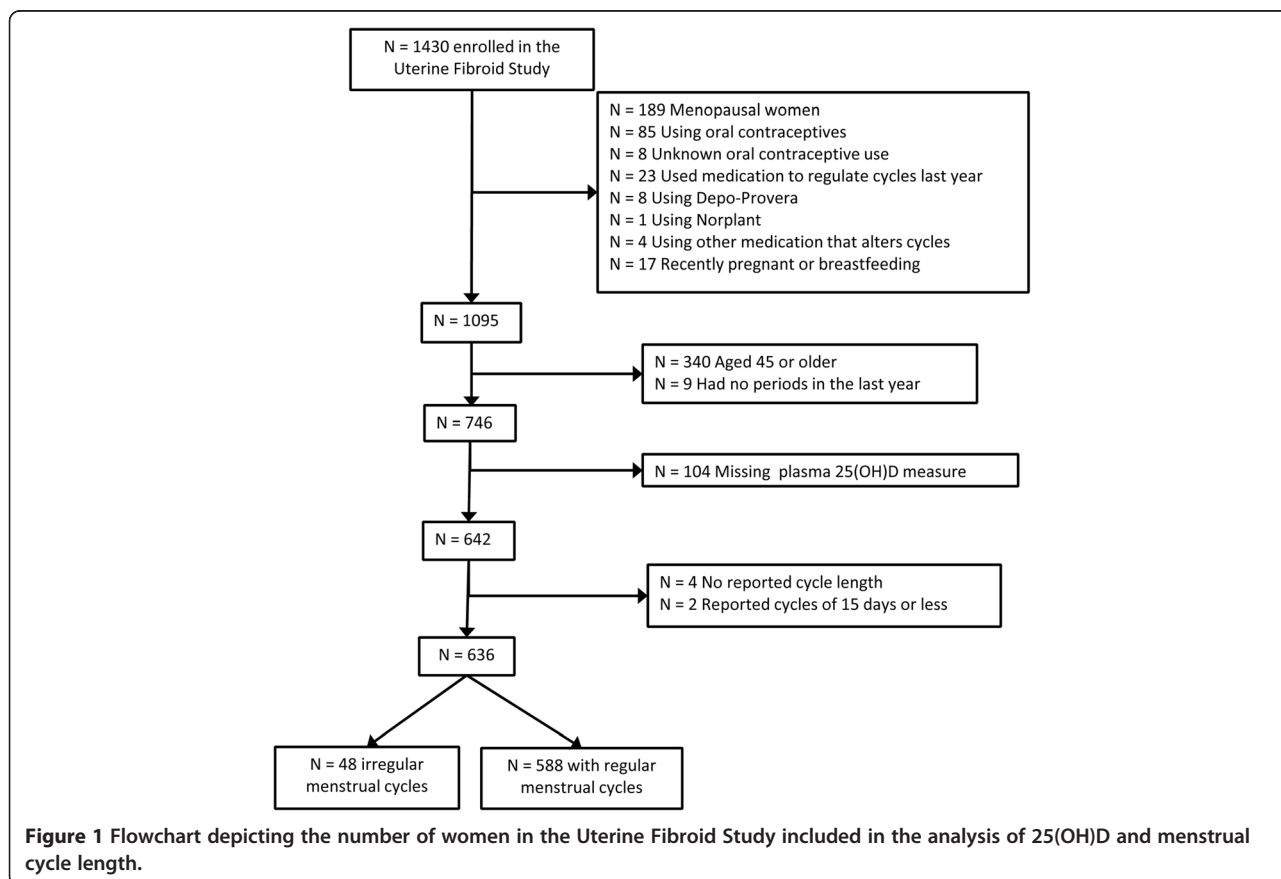 N = 1430 enrolled in the
Uterine Fibroid Study
N = 189 Menopausal women
N = 85 Using oral contraceptives
N = 8 Unknown oral contraceptive use
N = 23 Used medication to regulate cycles last year
N = 8 Using Depo-Provera
N = 1 Using Norplant
N = 4 Using other medication that alters cycles
N = 17 Recently pregnant or breastfeeding
N = 1095
N = 340 Aged 45 or older
N = 9 Had no periods in the last year
N = 746
N = 104 Missing plasma 25(OH)D measure
N = 642
N = 4 No reported cycle length
N = 2 Reported cycles of 15 days or less
N = 636
N = 48 irregular
menstrual cycles
N = 588 with regular
menstrual cycles
Figure 1 Flowchart depicting the number of women in the Uterine Fibroid Study included in the analysis of 25(OH)D and menstrual
cycle length.